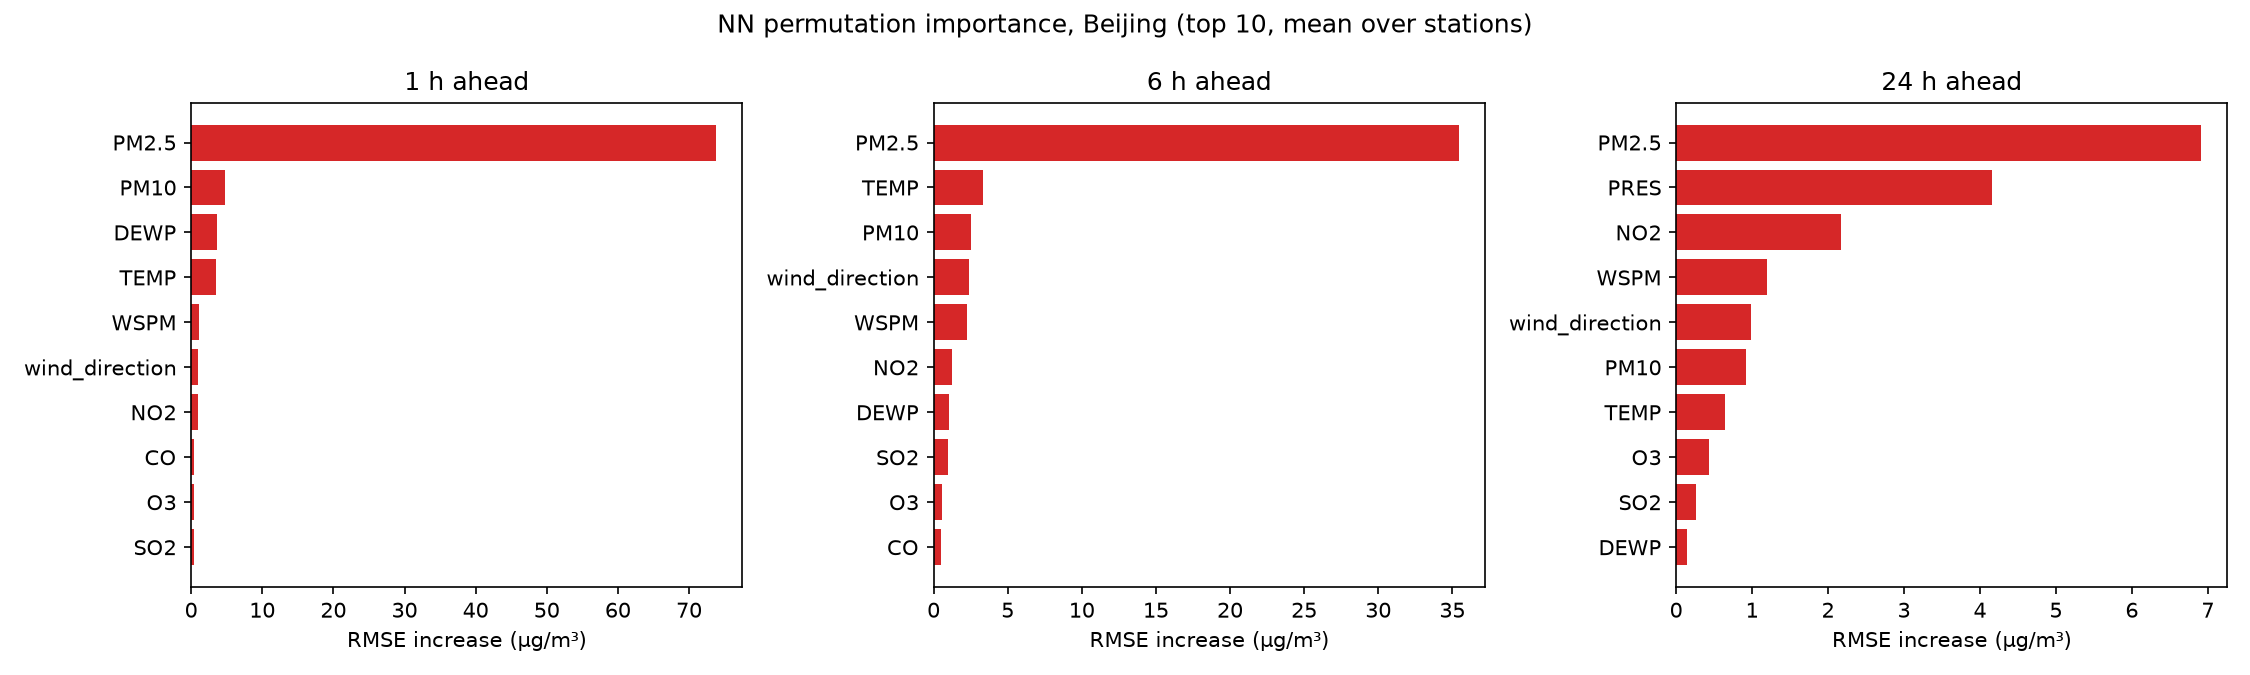 NN permutation importance, Beijing (top 10, mean over stations)
1 h ahead
PM2.5
PM10
DEWP
TEMP
WSPM
wind_direction
NO2
CO
O3
SO2
0 10 20 30 40 50 60 70
RMSE increase (µg/m³)
6 h ahead
PM2.5
TEMP
PM10
wind_direction
WSPM
NO2
DEWP
SO2
O3
CO
0 5 10 15 20 25 30 35
RMSE increase (µg/m³)
24 h ahead
PM2.5
PRES
NO2
WSPM
wind_direction
PM10
TEMP
O3
SO2
DEWP
0 1 2 3 4 5 6 7
RMSE increase (µg/m³)